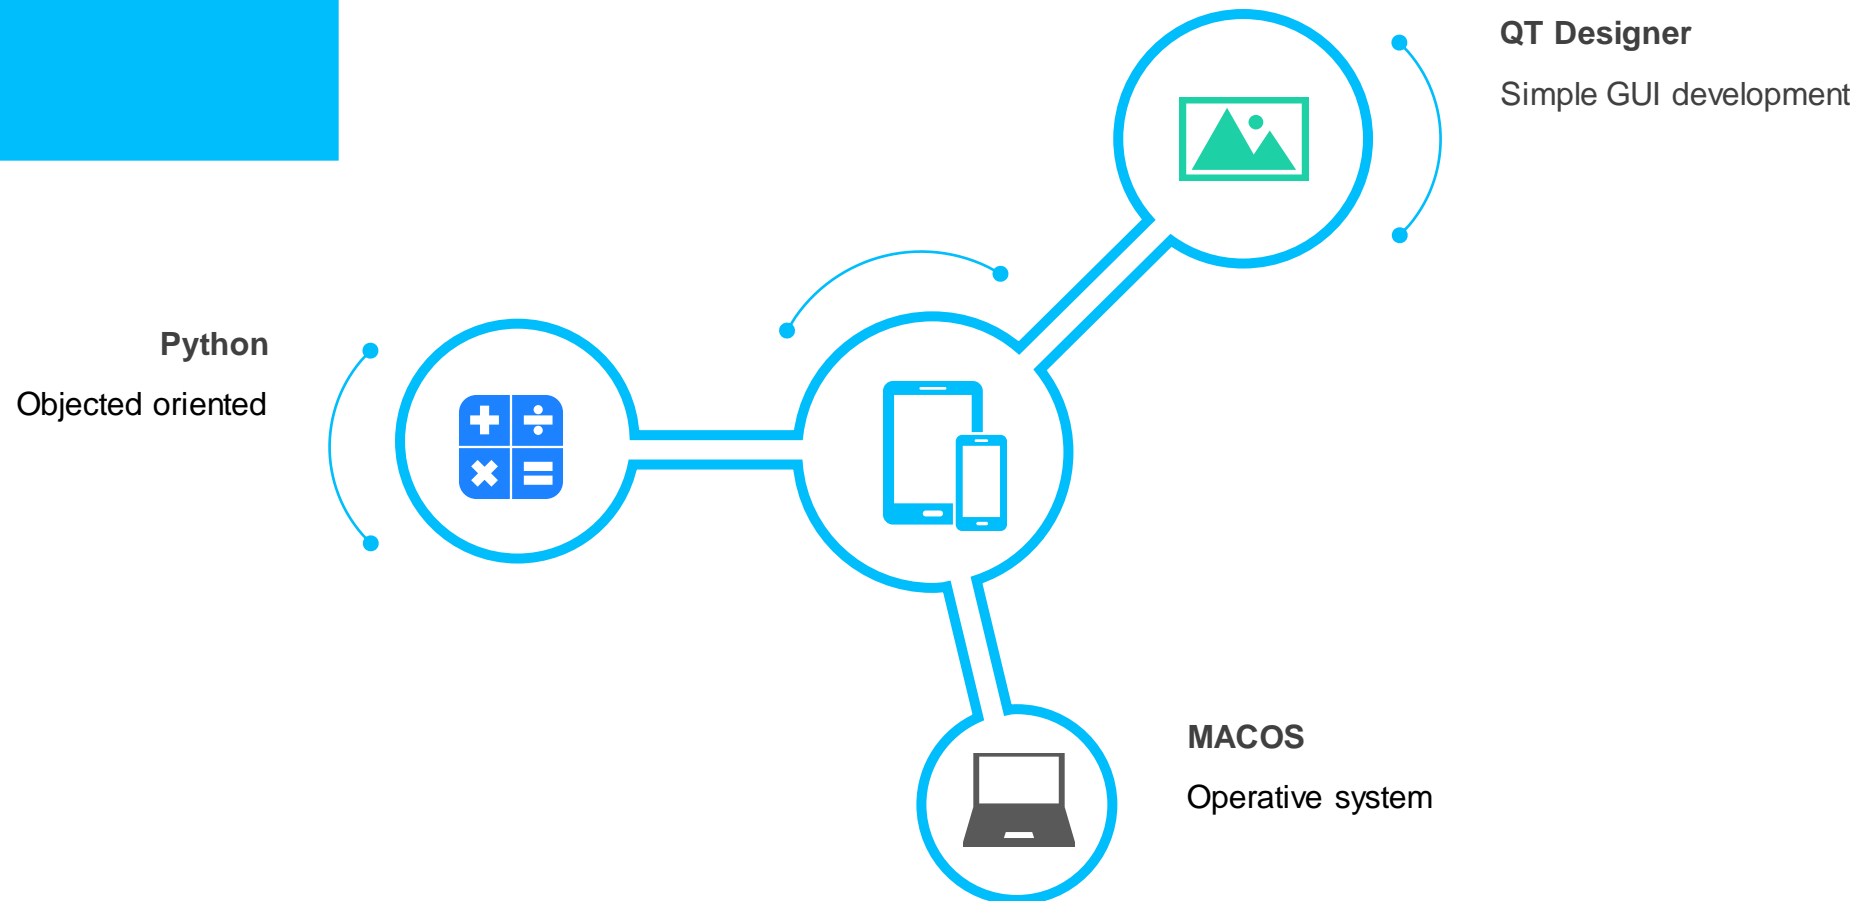 QT Designer
Simple GUI development
Python
Objected oriented
MACOS
Operative system